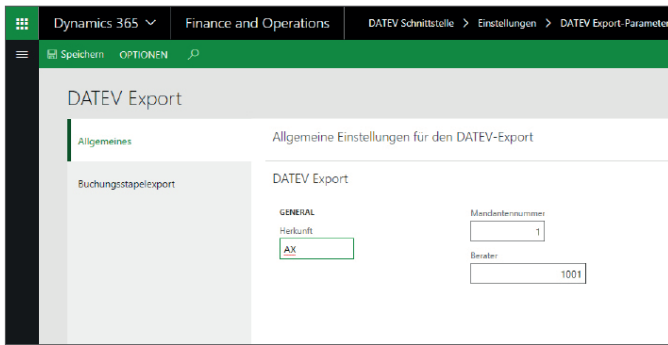 Dynamics 365 Finance and Operations DATEV Schnittstelle > Einstellungen > DATEV Export-Parameter
Speichern OPTIONEN
DATEV Export
Allgemeines
Buchungsstapelexport
Allgemeine Einstellungen für den DATEV-Export
DATEV Export
GENERAL
Herkunft
AX
Mandantennummer
1
Berater
1001